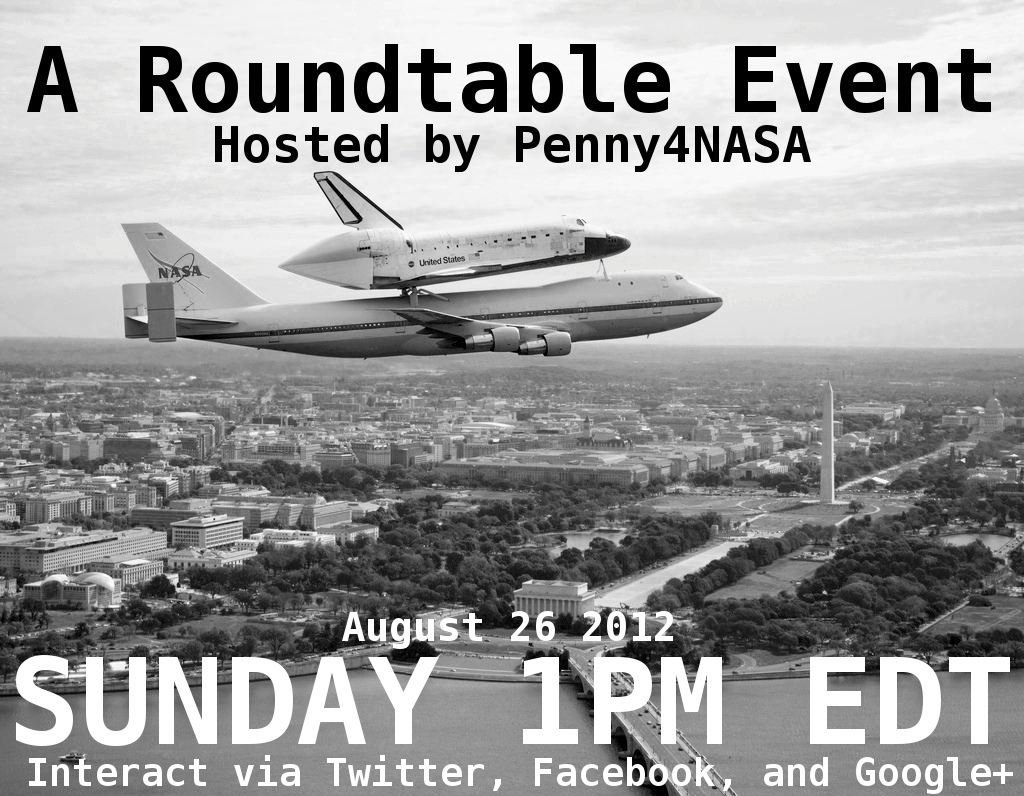 A Roundtable Event
Hosted by Penny4NASA
NASA
United States
August 26 2012
SUNDAY 1PM EDT
Interact via Twitter, Facebook, and Google+